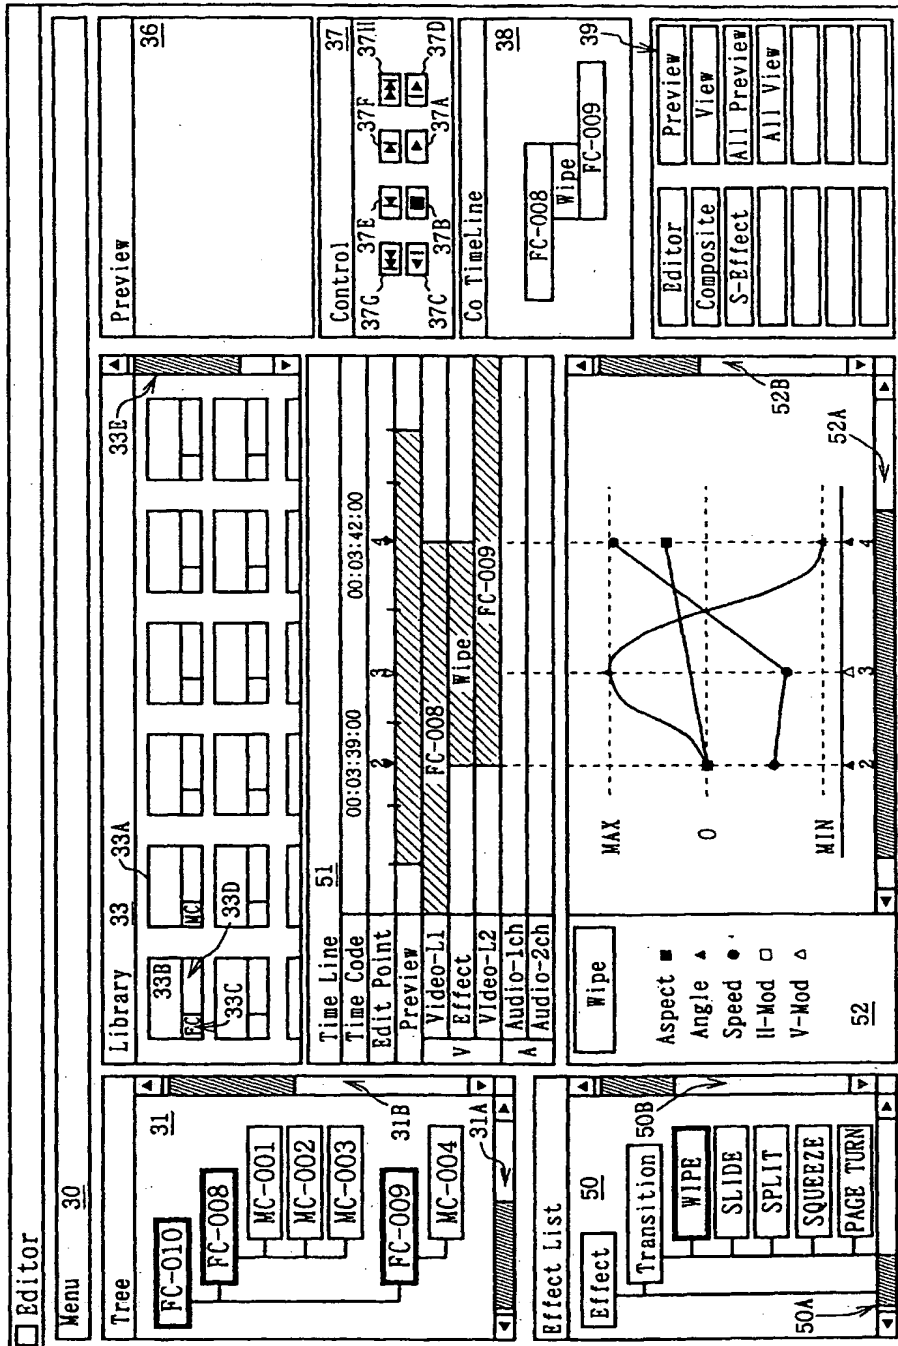 Editor
Menu 30
Tree
31
FC-010
FC-008
MC-001
MC-002
MC-003
FC-009
MC-004
31B
31A
Effect List
50
Effect
Transition
WIPE
SLIDE
SPLIT
SQUEEZE
PAGE TURN
50B
50A
Library 33 33A
33E
33B
FC
33C
33D
MC
Time Line 51
Time Code 00:03:39:00 00:03:42:00
Edit Point 2 3 4
Preview
V
Video-L1 FC-008
Effect Wipe
Video-L2 FC-009
A
Audio-1ch
Audio-2ch
Wipe
Aspect
Angle
Speed
H-Mod
V-Mod
52
MAX
0
MIN
2 3 4
52B
52A
Preview
36
Control 37
37G 37E 37F 37H
37C 37B 37A 37D
Co TimeLine
38
FC-008
Wipe
FC-009
39
Editor Preview
Composite View
S-Effect All Preview
All View